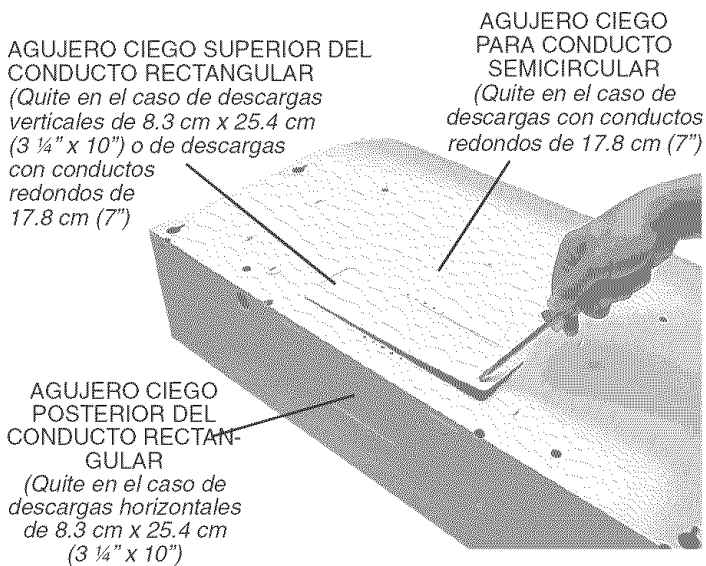 AGUJERO CIEGO SUPERIOR DEL
CONDUCTO RECTANGULAR
(Quite en el caso de descargas
verticales de 8.3 cm x 25.4 cm
(3 ¼” x 10”) o de descargas
con conductos
redondos de
17.8 cm (7”)
AGUJERO CIEGO
PARA CONDUCTO
SEMICIRCULAR
(Quite en el caso de
descargas con conductos
redondos de 17.8 cm (7”)
AGUJERO CIEGO
POSTERIOR DEL
CONDUCTO RECTAN-
GULAR
(Quite en el caso de
descargas horizontales
de 8.3 cm x 25.4 cm
(3 ¼” x 10”)